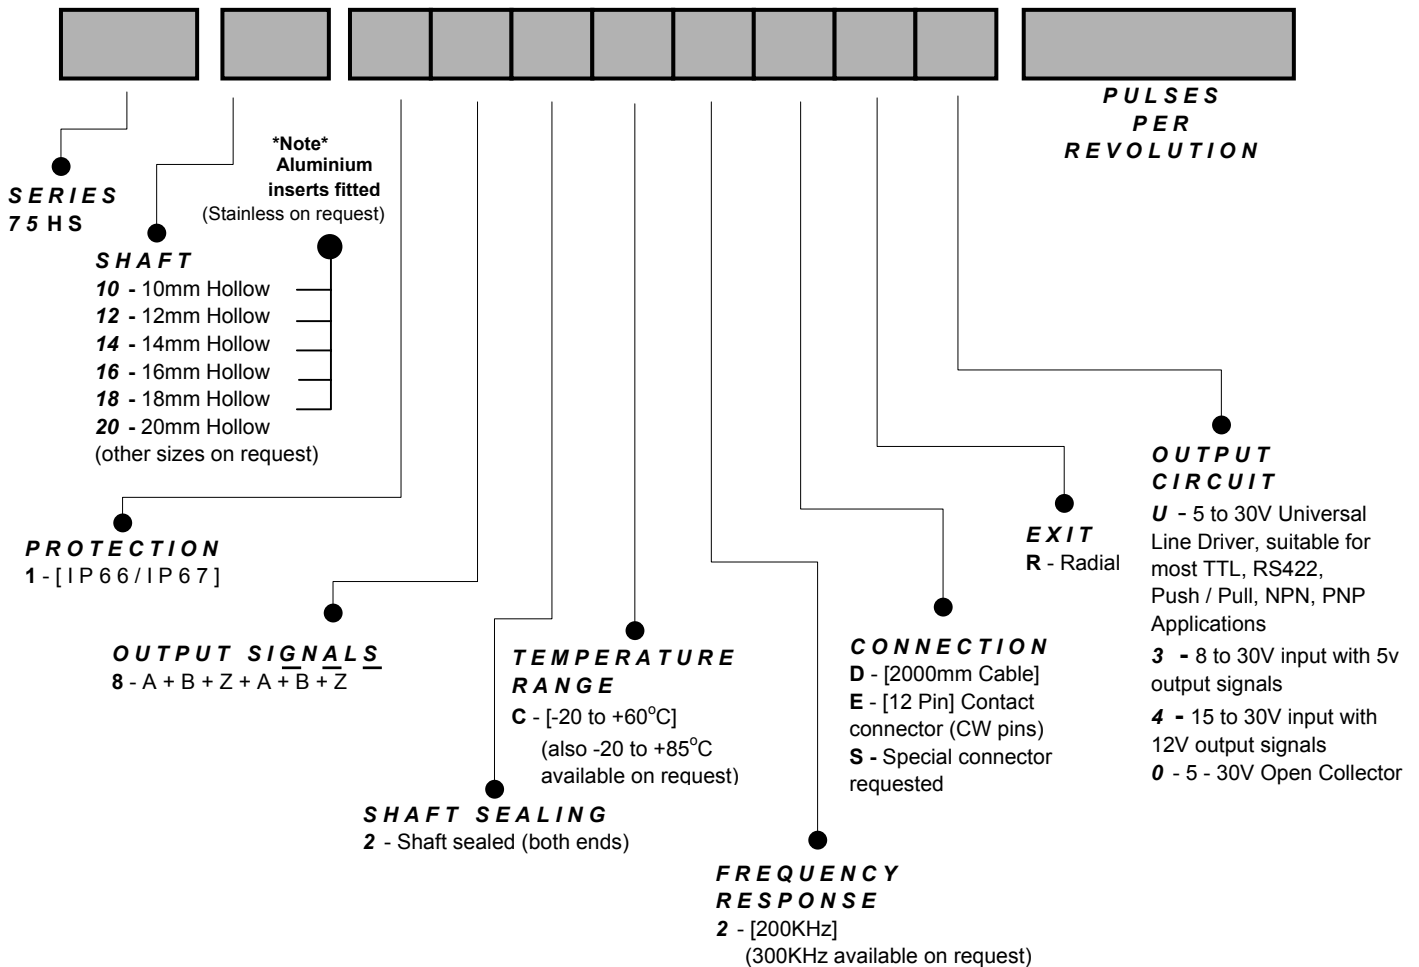 PULSES
PER
REVOLUTION
SERIES
75HS
*Note*
Aluminium
inserts fitted
(Stainless on request)
SHAFT
10 - 10mm Hollow
12 - 12mm Hollow
14 - 14mm Hollow
16 - 16mm Hollow
18 - 18mm Hollow
20 - 20mm Hollow
(other sizes on request)
PROTECTION
1 - [IP66/IP67]
OUTPUT SIGNALS
8 - A + B + Z + A̅ + B̅ + Z̅
SHAFT SEALING
2 - Shaft sealed (both ends)
TEMPERATURE
RANGE
C - [-20 to +60°C]
(also -20 to +85°C
available on request)
FREQUENCY
RESPONSE
2 - [200KHz]
(300KHz available on request)
CONNECTION
D - [2000mm Cable]
E - [12 Pin] Contact
connector (CW pins)
S - Special connector
requested
EXIT
R - Radial
OUTPUT
CIRCUIT
U - 5 to 30V Universal
Line Driver, suitable for
most TTL, RS422,
Push / Pull, NPN, PNP
Applications
3 - 8 to 30V input with 5v
output signals
4 - 15 to 30V input with
12V output signals
0 - 5 - 30V Open Collector